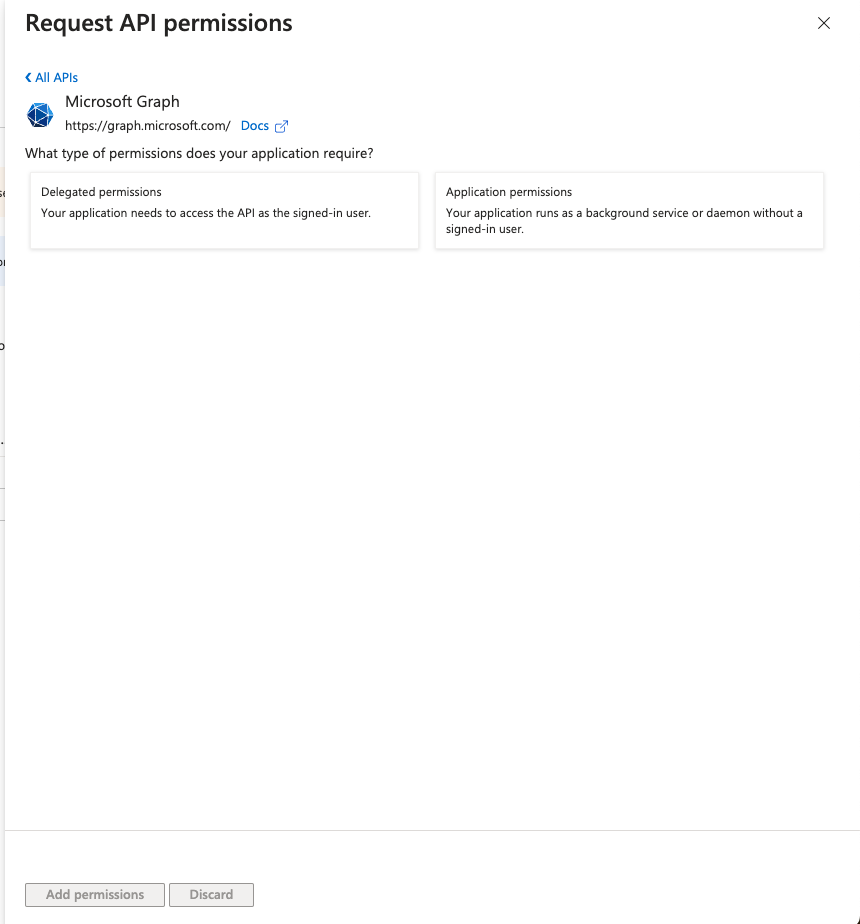 Request API permissions
All APIs
Microsoft Graph
https://graph.microsoft.com/ Docs
What type of permissions does your application require?
Delegated permissions
Your application needs to access the API as the signed-in user.
Application permissions
Your application runs as a background service or daemon without a
signed-in user.
Add permissions
Discard